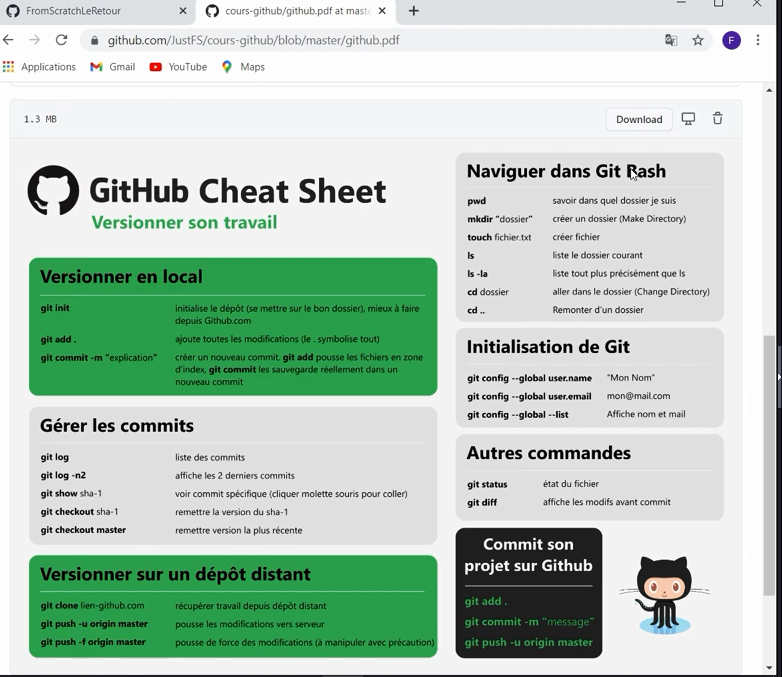 FromScratchLeRetour
cours-github/github.pdf at maste
github.com/JustFS/cours-github/blob/master/github.pdf
F
Applications
Gmail
YouTube
Maps
1.3 MB
Download
GitHub Cheat Sheet
Versionner son travail
Versionner en local
git init initialise le dépôt (se mettre sur le bon dossier), mieux à faire
depuis Github.com
git add . ajoute toutes les modifications (le . symbolise tout)
git commit -m “explication” créer un nouveau commit. git add pousse les fichiers en zone
d’index, git commit les sauvegarde réellement dans un
nouveau commit
Gérer les commits
git log liste des commits
git log -n2 affiche les 2 derniers commits
git show sha-1 voir commit spécifique (cliquer molette souris pour coller)
git checkout sha-1 remettre la version du sha-1
git checkout master remettre version la plus récente
Versionner sur un dépôt distant
git clone lien-github.com récupérer travail depuis dépôt distant
git push -u origin master pousse les modifications vers serveur
git push -f origin master pousse de force des modifications (à manipuler avec précaution)
Naviguer dans Git Bash
pwd savoir dans quel dossier je suis
mkdir “dossier” créer un dossier (Make Directory)
touch fichier.txt créer fichier
ls liste le dossier courant
ls -la liste tout plus précisément que ls
cd dossier aller dans le dossier (Change Directory)
cd .. Remonter d’un dossier
Initialisation de Git
git config --global user.name "Mon Nom"
git config --global user.email mon@mail.com
git config --global --list Affiche nom et mail
Autres commandes
git status état du fichier
git diff affiche les modifs avant commit
Commit son
projet sur Github
git add .
git commit -m “message”
git push -u origin master